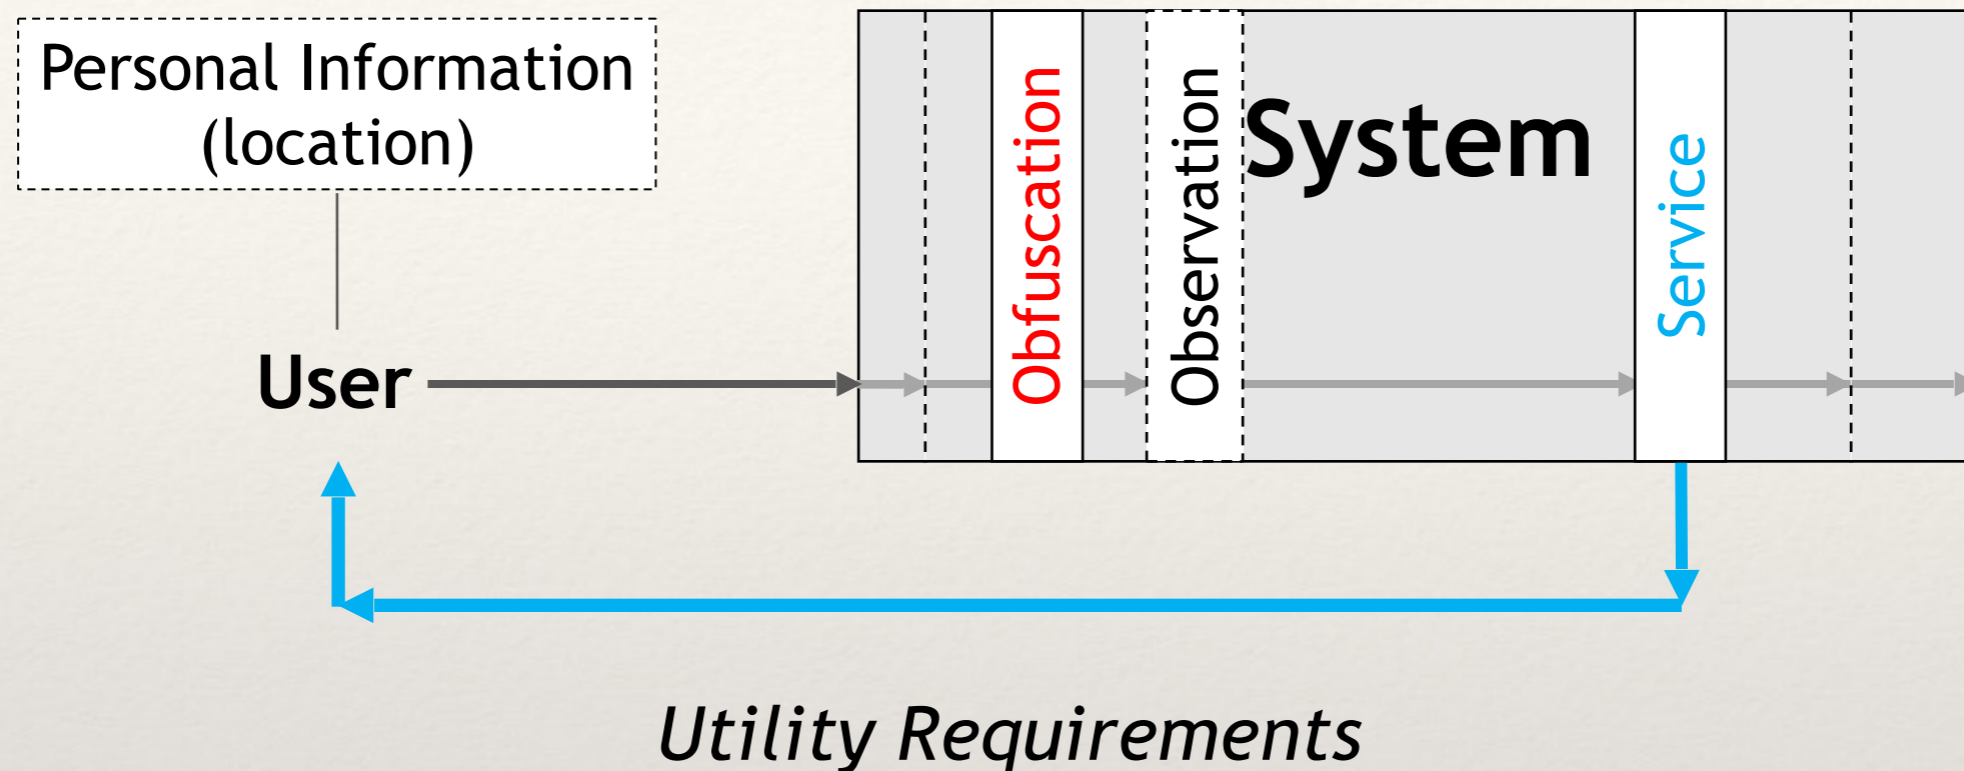 Personal Information
(location)
Obfuscation
Observation
System
Service
User
Utility Requirements